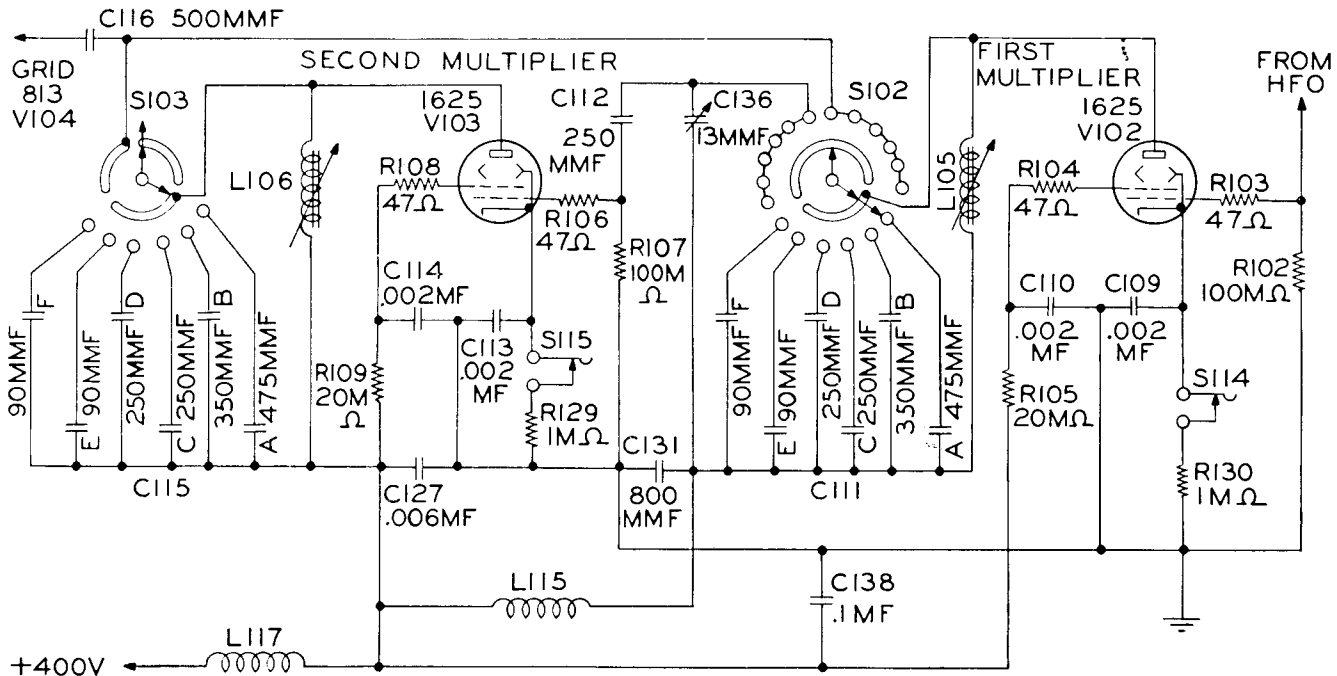 C116 500MMF
GRID
813
V104
S103
SECOND MULTIPLIER
1625
V103
L106
R108
47Ω
R106
47Ω
C112
250
MMF
C136
13MMF
S102
FIRST
MULTIPLIER
1625
V102
FROM
HFO
L105
R104
47Ω
R103
47Ω
R107
100M
Ω
R102
100MΩ
C114
.002MF
C113
.002
MF
S115
R109
20M
Ω
R129
1MΩ
C110
.002
MF
C109
.002
MF
S114
R105
20MΩ
R130
1MΩ
90MMF
F
E
90MMF
250MMF
D
C
250MMF
350MMF
B
A
475MMF
C115
C127
.006MF
C131
800
MMF
90MMF
F
E
90MMF
250MMF
D
C
250MMF
350MMF
B
A
475MMF
C111
L115
C138
.1MF
L117
+400V